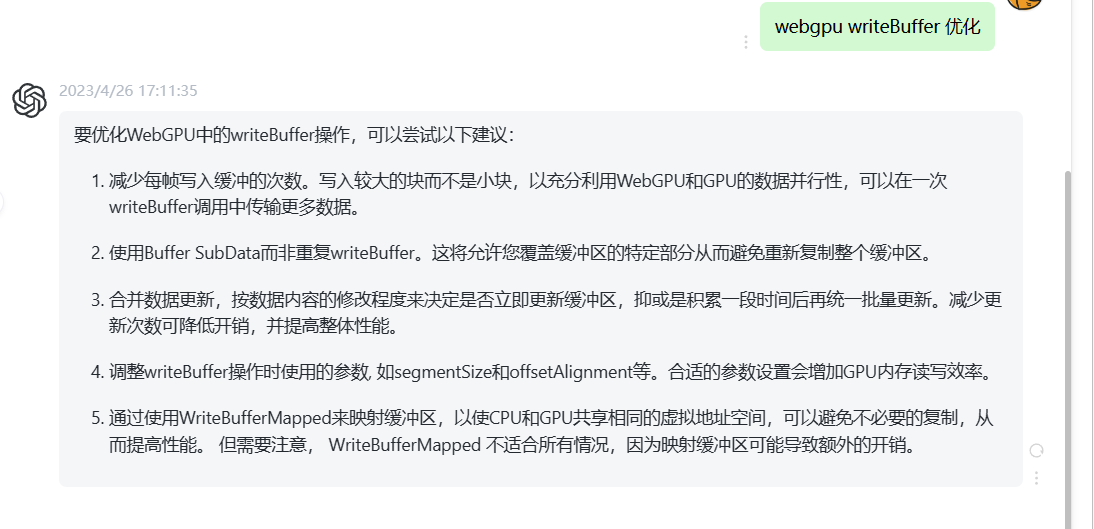 webgpu writeBuffer 优化
2023/4/26 17:11:35
要优化WebGPU中的writeBuffer操作，可以尝试以下建议：
1. 减少每帧写入缓冲的次数。写入较大的块而不是小块，以充分利用WebGPU和GPU的数据并行性，可以在一次
writeBuffer调用中传输更多数据。
2. 使用Buffer SubData而非重复writeBuffer。这将允许您覆盖缓冲区的特定部分从而避免重新复制整个缓冲区。
3. 合并数据更新，按数据内容的修改程度来决定是否立即更新缓冲区，抑或是积累一段时间后再统一批量更新。减少更
新次数可降低开销，并提高整体性能。
4. 调整writeBuffer操作时使用的参数, 如segmentSize和offsetAlignment等。合适的参数设置会增加GPU内存读写效率。
5. 通过使用WriteBufferMapped来映射缓冲区，以使CPU和GPU共享相同的虚拟地址空间，可以避免不必要的复制，从
而提高性能。 但需要注意， WriteBufferMapped 不适合所有情况，因为映射缓冲区可能导致额外的开销。